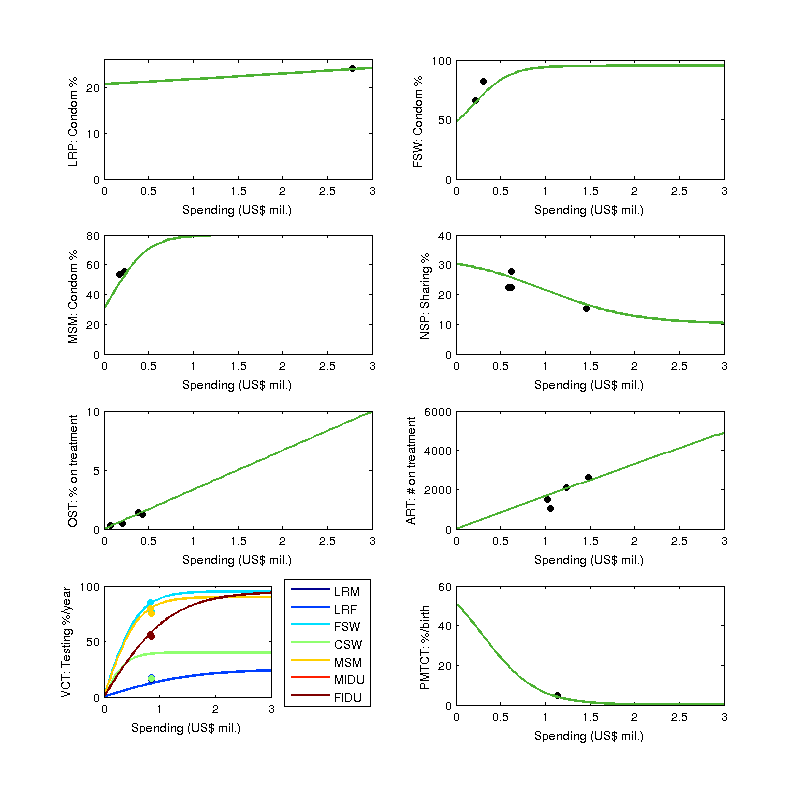 LRP: Condom %
20
10
0
0 0.5 1 1.5 2 2.5 3
Spending (US$ mil.)
FSW: Condom %
100
50
0
0 0.5 1 1.5 2 2.5 3
Spending (US$ mil.)
MSM: Condom %
80
60
40
20
0
0 0.5 1 1.5 2 2.5 3
Spending (US$ mil.)
NSP: Sharing %
40
30
20
10
0
0 0.5 1 1.5 2 2.5 3
Spending (US$ mil.)
OST: % on treatment
10
5
0
0 0.5 1 1.5 2 2.5 3
Spending (US$ mil.)
ART: # on treatment
6000
4000
2000
0
0 0.5 1 1.5 2 2.5 3
Spending (US$ mil.)
VCT: Testing %/year
100
50
0
0 1 2 3
Spending (US$ mil.)
LRM
LRF
FSW
CSW
MSM
MIDU
FIDU
PMTCT: %/birth
60
40
20
0
0 0.5 1 1.5 2 2.5 3
Spending (US$ mil.)